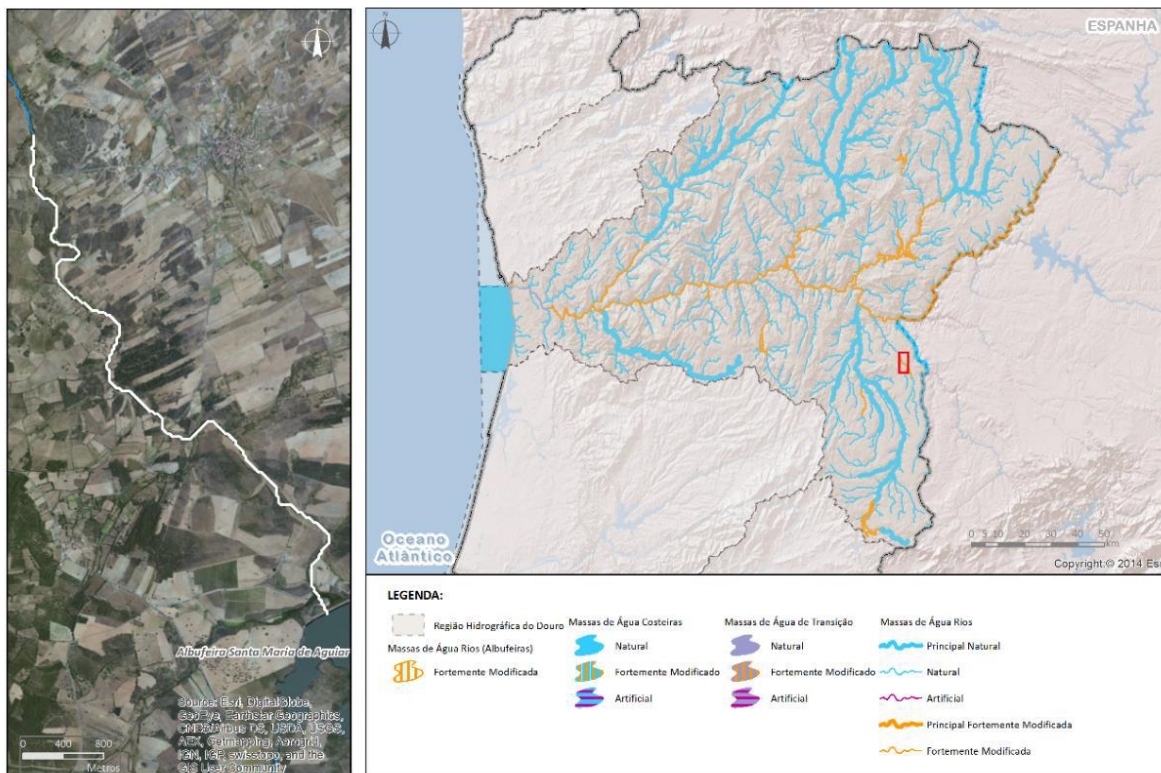 N
Albufeira Santa Maria de Aguiar
Source: Esri, DigitalGlobe,
GeoEye, Earthstar Geographics,
CNES/Airbus DS, USDA, USGS,
AEX, Getmapping, Aerogrid,
IGN, IGP, swisstopo, and the
GIS User Community
0 400 800
Metros
N
ESPANHA
Oceano
Atlântico
0 5 10 20 30 40 50
km
Copyright:© 2014 Esri
LEGENDA:
Região Hidrográfica do Douro
Massas de Água Rios (Albufeiras)
Fortemente Modificada
Massas de Água Costeiras
Natural
Fortemente Modificado
Artificial
Massas de Água de Transição
Natural
Fortemente Modificado
Artificial
Massas de Água Rios
Principal Natural
Natural
Artificial
Principal Fortemente Modificada
Fortemente Modificada